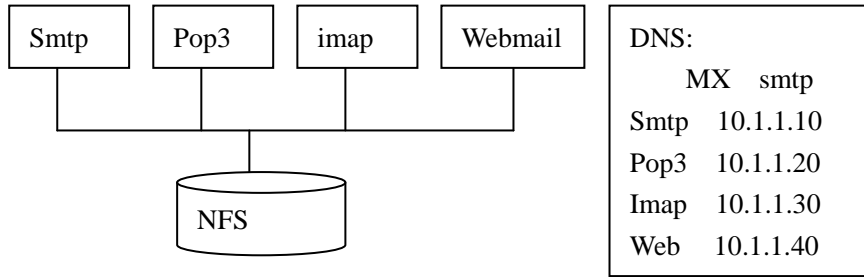 Smtp
Pop3
imap
Webmail
NFS
DNS:
MX smtp
Smtp 10.1.1.10
Pop3 10.1.1.20
Imap 10.1.1.30
Web 10.1.1.40